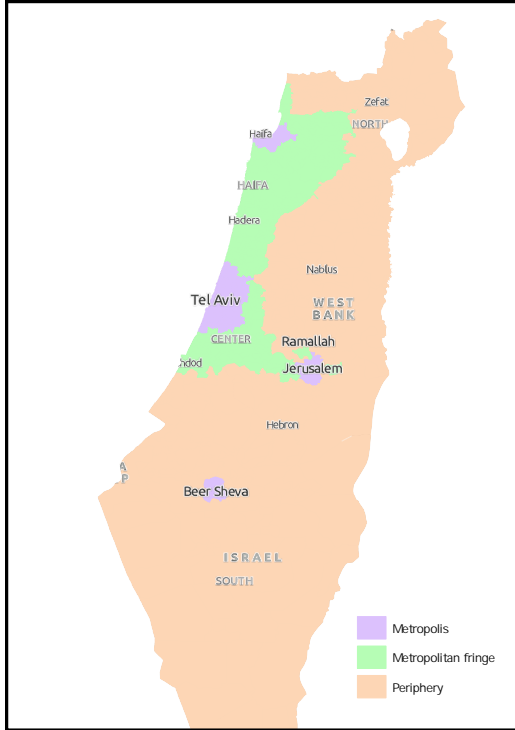 Zefat
NORTH
Haifa
HAIFA
Hadera
Nablus
Tel Aviv
WEST
BANK
CENTER
Ramallah
ndod
Jerusalem
Hebron
A
P
Beer Sheva
ISRAEL
SOUTH
Metropolis
Metropolitan fringe
Periphery